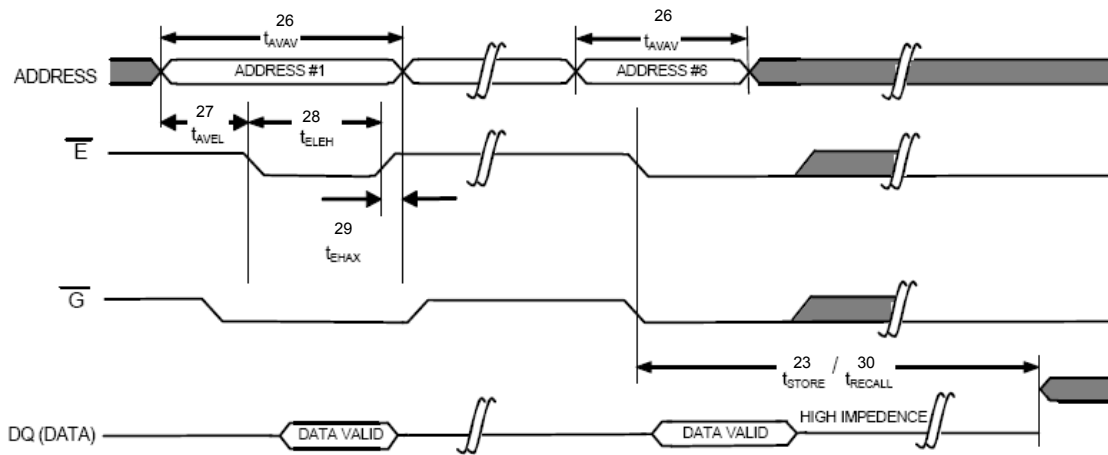 26 26
tAVAV tAVAV
ADDRESS ADDRESS #1 ADDRESS #6
27 28
tAVEL tELEH
E
29
tEHAX
G
23 / 30
tSTORE tRECALL
HIGH IMPEDENCE
DQ (DATA) DATA VALID DATA VALID